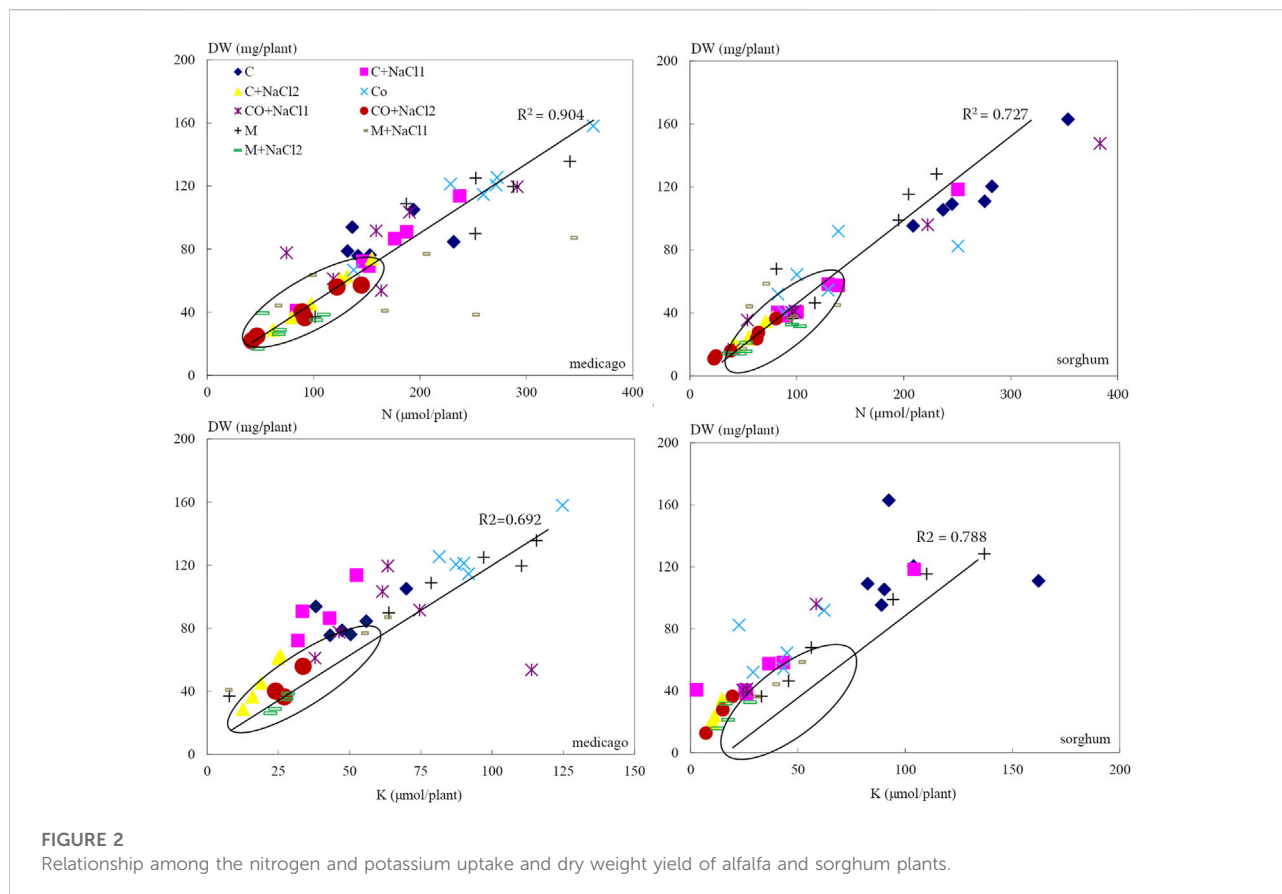 DW (mg/plant)
200
160
120
80
40
0
C
C+NaCl1
C+NaCl2
Co
CO+NaCl1
CO+NaCl2
M
M+NaCl1
M+NaCl2
R² = 0.904
medicago
0 100 200 300 400
N (µmol/plant)
DW (mg/plant)
200
160
120
80
40
0
R² = 0.727
sorghum
0 100 200 300 400
N (µmol/plant)
DW (mg/plant)
200
160
120
80
40
0
R2=0.692
medicago
0 25 50 75 100 125 150
K (µmol/plant)
DW (mg/plant)
200
160
120
80
40
0
R2 = 0.788
sorghum
0 50 100 150 200
K (µmol/plant)
FIGURE 2
Relationship among the nitrogen and potassium uptake and dry weight yield of alfalfa and sorghum plants.